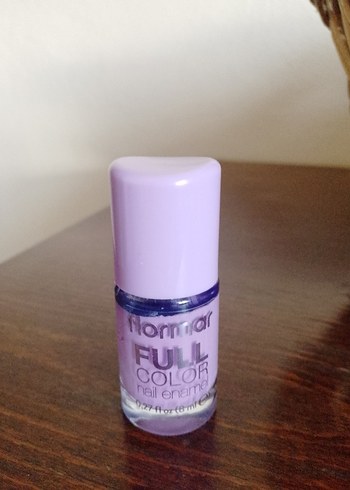 flormar
FULL
COLOR
nail enamel
0.27 fl oz (8 ml